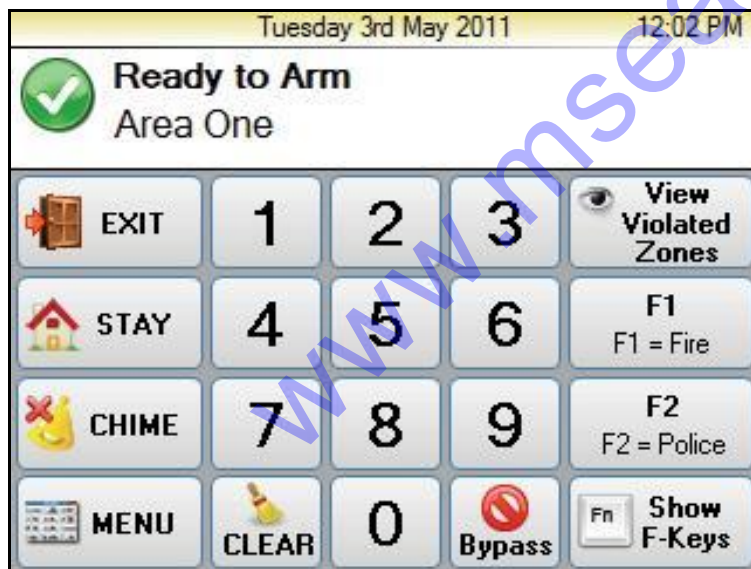 Tuesday 3rd May 2011 12:02 PM
Ready to Arm
Area One
EXIT 1 2 3 View Violated Zones
STAY 4 5 6 F1
F1 = Fire
CHIME 7 8 9 F2
F2 = Police
MENU CLEAR 0 Bypass Fn Show F-Keys